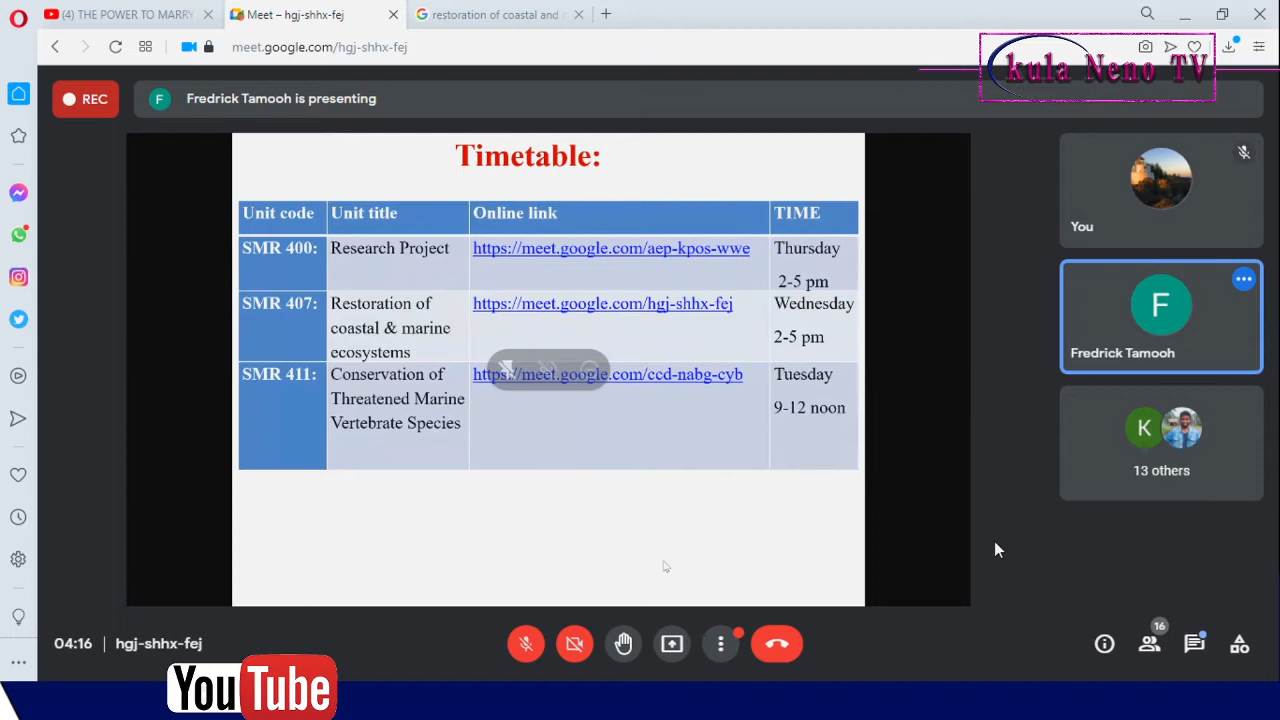 (4) THE POWER TO MARRY
Meet – hgj-shhx-fej
restoration of coastal and
meet.google.com/hgj-shhx-fej
kula Neno TV
REC
F
Fredrick Tamooh is presenting
Timetable:
Unit code Unit title Online link TIME
SMR 400: Research Project https://meet.google.com/aep-kpos-wwe Thursday
2-5 pm
SMR 407: Restoration of https://meet.google.com/hgj-shhx-fej Wednesday
coastal & marine 2-5 pm
ecosystems
SMR 411: Conservation of https://meet.google.com/ccd-nabg-cyb Tuesday
Threatened Marine 9-12 noon
Vertebrate Species
You
F
Fredrick Tamooh
K
13 others
04:16 hgj-shhx-fej
16
YouTube